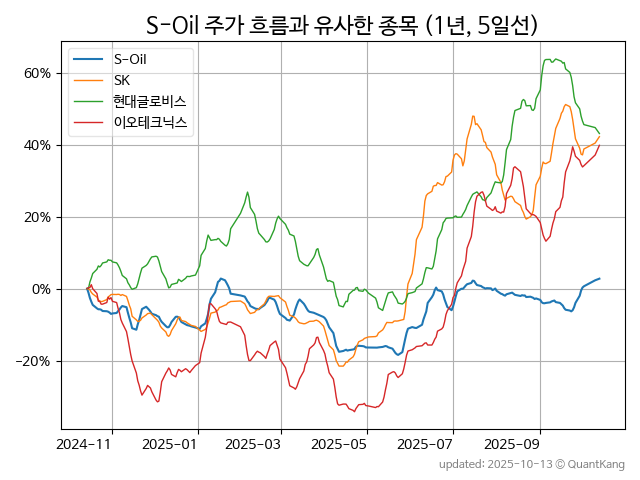 S-Oil 주가 흐름과 유사한 종목 (1년, 5일선)
S-Oil
SK
현대글로비스
이오테크닉스
60%
40%
20%
0%
−20%
2024-11
2025-01
2025-03
2025-05
2025-07
2025-09
updated: 2025-10-13 © QuantKang